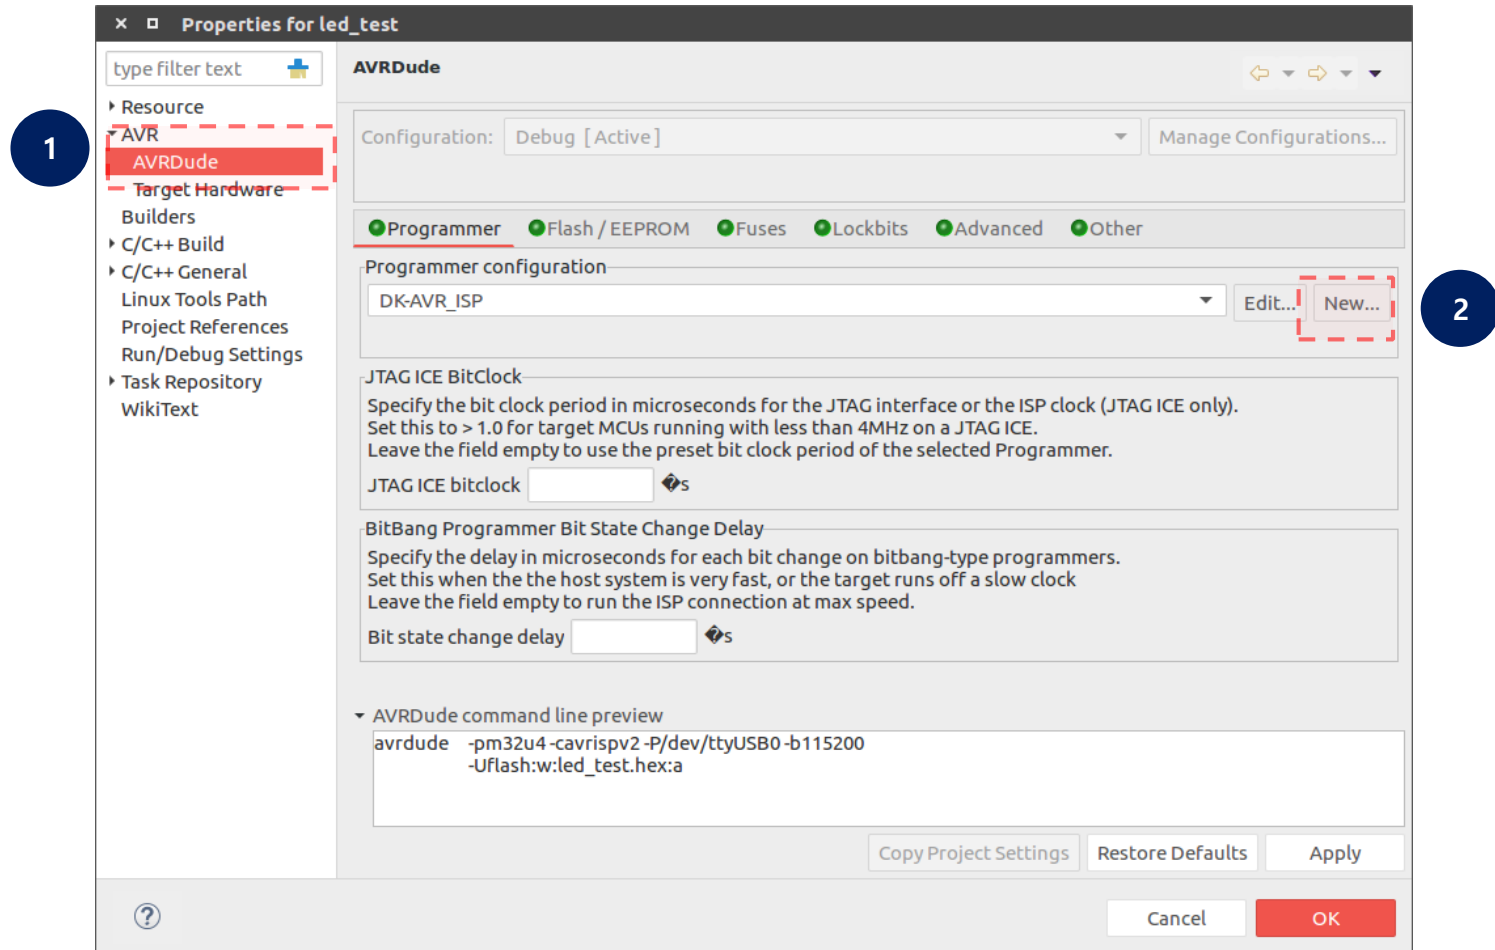 Properties for led_test
type filter text
AVRDude
Resource
AVR
AVRDude
Target Hardware
Builders
C/C++ Build
C/C++ General
Linux Tools Path
Project References
Run/Debug Settings
Task Repository
WikiText
1
Configuration: Debug [ Active ] Manage Configurations...
Programmer Flash / EEPROM Fuses Lockbits Advanced Other
Programmer configuration
DK-AVR_ISP Edit... New...
2
JTAG ICE BitClock
Specify the bit clock period in microseconds for the JTAG interface or the ISP clock (JTAG ICE only).
Set this to > 1.0 for target MCUs running with less than 4MHz on a JTAG ICE.
Leave the field empty to use the preset bit clock period of the selected Programmer.
JTAG ICE bitclock �s
BitBang Programmer Bit State Change Delay
Specify the delay in microseconds for each bit change on bitbang-type programmers.
Set this when the the host system is very fast, or the target runs off a slow clock
Leave the field empty to run the ISP connection at max speed.
Bit state change delay �s
AVRDude command line preview
avrdude -pm32u4 -cavrispv2 -P/dev/ttyUSB0 -b115200
-Uflash:w:led_test.hex:a
Copy Project Settings Restore Defaults Apply
? Cancel OK